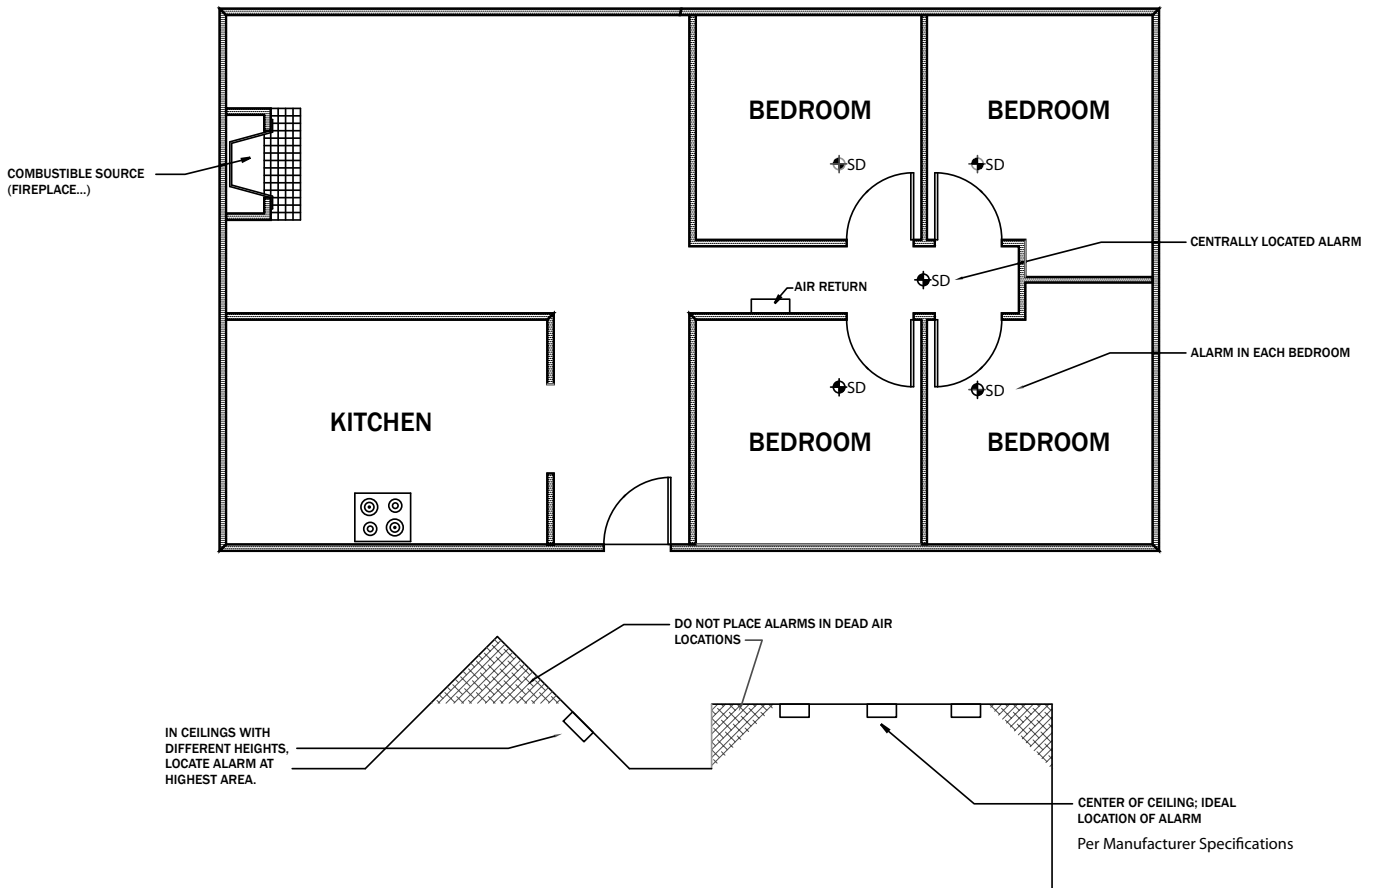 BEDROOM
BEDROOM
COMBUSTIBLE SOURCE
(FIREPLACE...)
SD
SD
CENTRALLY LOCATED ALARM
SD
AIR RETURN
ALARM IN EACH BEDROOM
SD
SD
KITCHEN
BEDROOM
BEDROOM
DO NOT PLACE ALARMS IN DEAD AIR
LOCATIONS
IN CEILINGS WITH
DIFFERENT HEIGHTS,
LOCATE ALARM AT
HIGHEST AREA.
CENTER OF CEILING; IDEAL
LOCATION OF ALARM
Per Manufacturer Specifications